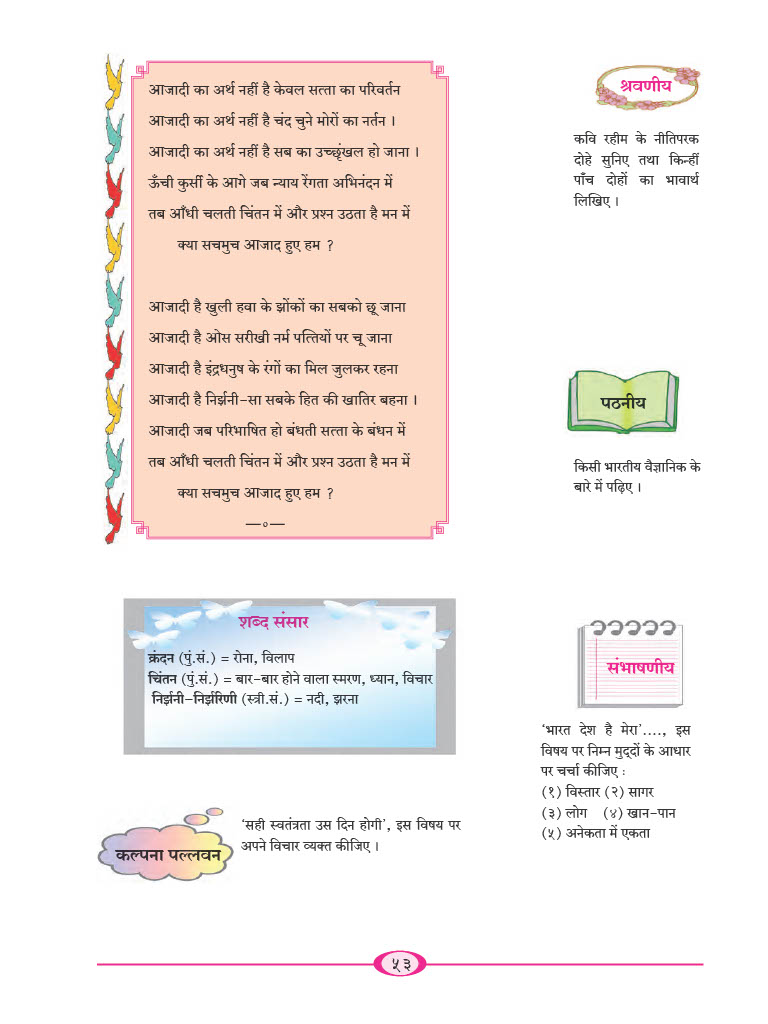 आजादी का अर्थ नहीं है केवल सत्ता का परिवर्तन
आजादी का अर्थ नहीं है चंद चुने मोरों का नर्तन ।
आजादी का अर्थ नहीं है सब का उच्छृंखल हो जाना ।
ऊँची कुर्सी के आगे जब न्याय रेंगता अभिनंदन में
तब आँधी चलती चिंतन में और प्रश्न उठता है मन में
क्या सचमुच आजाद हुए हम ?
आजादी है खुली हवा के झोंकों का सबको छू जाना
आजादी है ओस सरीखी नर्म पत्तियों पर चू जाना
आजादी है इंद्रधनुष के रंगों का मिल जुलकर रहना
आजादी है निर्झनी-सा सबके हित की खातिर बहना ।
आजादी जब परिभाषित हो बंधती सत्ता के बंधन में
तब आँधी चलती चिंतन में और प्रश्न उठता है मन में
क्या सचमुच आजाद हुए हम ?
—०—
श्रवणीय
कवि रहीम के नीतिपरक
दोहे सुनिए तथा किन्हीं
पाँच दोहों का भावार्थ
लिखिए ।
पठनीय
किसी भारतीय वैज्ञानिक के
बारे में पढ़िए ।
शब्द संसार
क्रंदन (पुं.सं.) = रोना, विलाप
चिंतन (पुं.सं.) = बार-बार होने वाला स्मरण, ध्यान, विचार
निर्झनी-निर्झरिणी (स्त्री.सं.) = नदी, झरना
संभाषणीय
‘भारत देश है मेरा’...., इस
विषय पर निम्न मुद्दों के आधार
पर चर्चा कीजिए :
(१) विस्तार (२) सागर
(३) लोग (४) खान-पान
(५) अनेकता में एकता
कल्पना पल्लवन
‘सही स्वतंत्रता उस दिन होगी’, इस विषय पर
अपने विचार व्यक्त कीजिए ।
५३